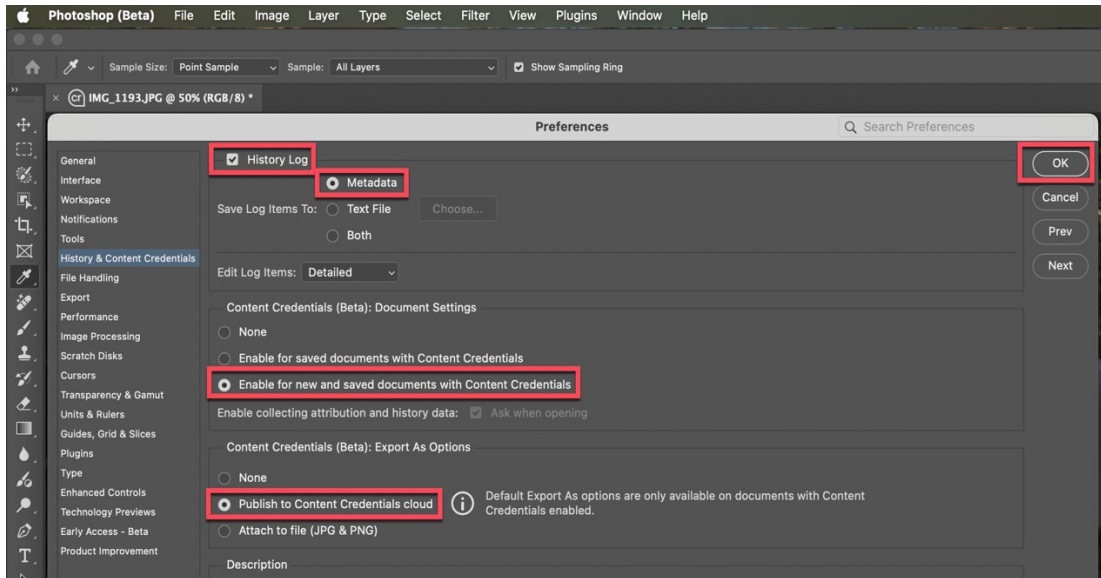 Photoshop (Beta) File Edit Image Layer Type Select Filter View Plugins Window Help
Sample Size: Point Sample Sample: All Layers Show Sampling Ring
IMG_1193.JPG @ 50% (RGB/8) *
Preferences
Search Preferences
General
Interface
Workspace
Notifications
Tools
History & Content Credentials
File Handling
Export
Performance
Image Processing
Scratch Disks
Cursors
Transparency & Gamut
Units & Rulers
Guides, Grid & Slices
Plugins
Type
Enhanced Controls
Technology Previews
Early Access - Beta
Product Improvement
History Log
Metadata
Save Log Items To: Text File Choose...
Both
Edit Log Items: Detailed
Content Credentials (Beta): Document Settings
None
Enable for saved documents with Content Credentials
Enable for new and saved documents with Content Credentials
Enable collecting attribution and history data: Ask when opening
Content Credentials (Beta): Export As Options
None
Publish to Content Credentials cloud
Default Export As options are only available on documents with Content
Credentials enabled.
Attach to file (JPG & PNG)
Description
OK
Cancel
Prev
Next